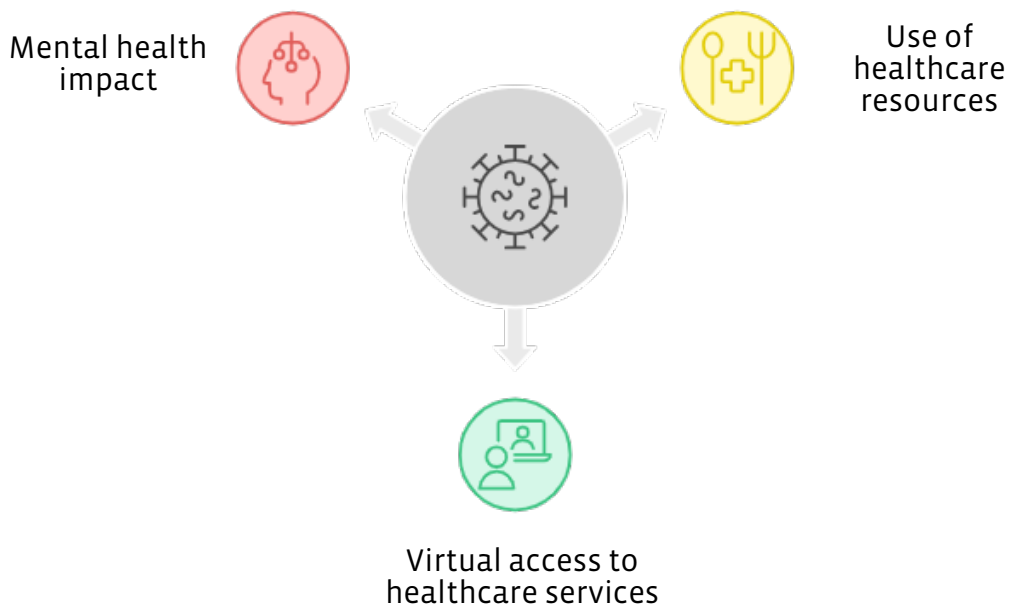 Mental health
impact
Use of
healthcare
resources
Virtual access to
healthcare services